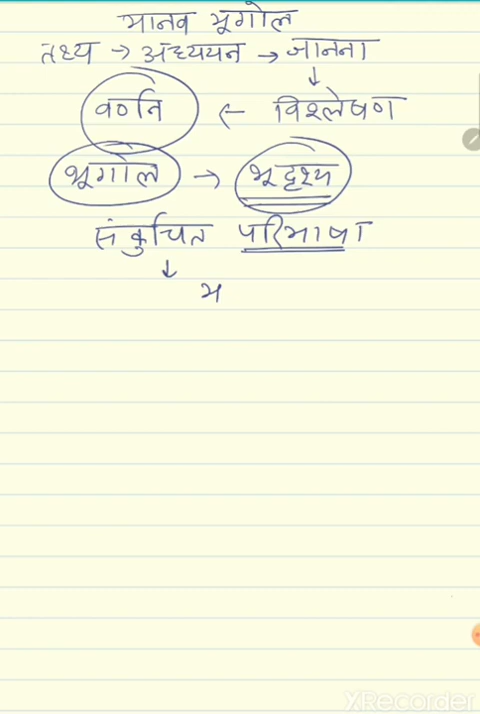 मानव भूगोल
तथ्य → अध्ययन → जानना
↓
वर्णन ← विश्लेषण
भूगोल → भूदृश्य
संकुचित परिभाषा
↓
भ
XRecorder